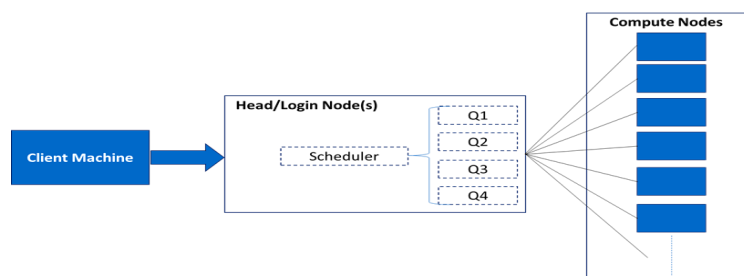 Compute Nodes
Head/Login Node(s)
Q1
Q2
Client Machine
Scheduler
Q3
Q4